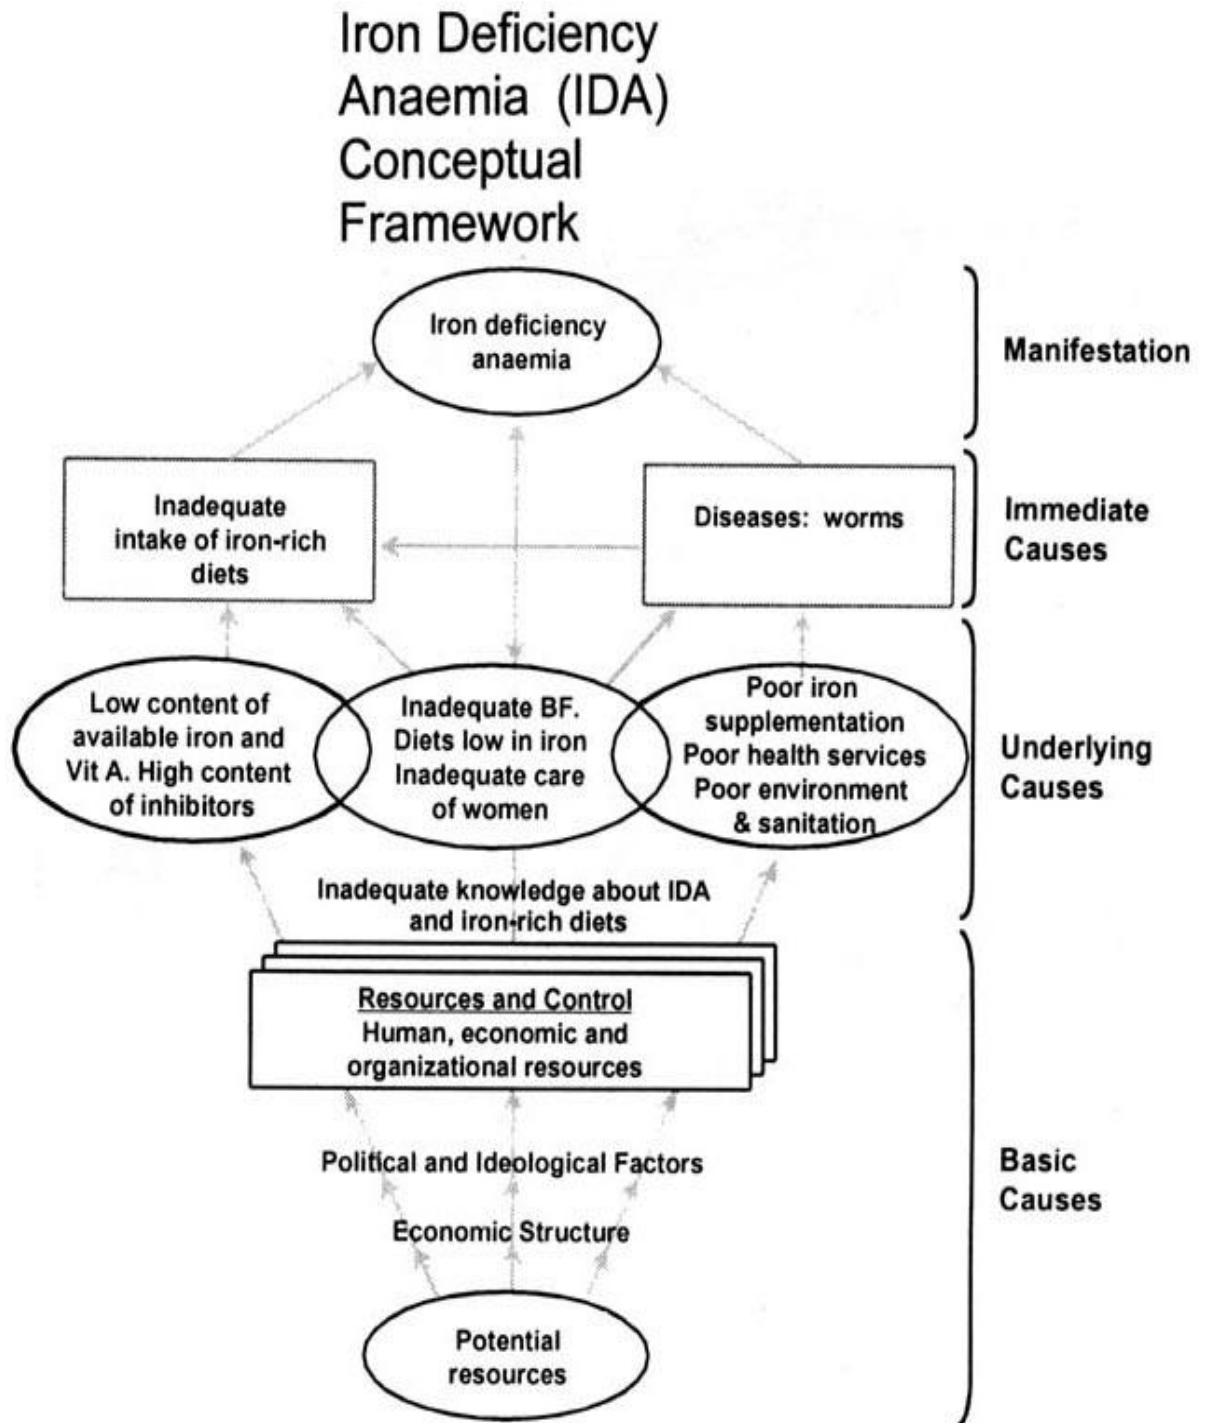 Iron Deficiency
Anaemia (IDA)
Conceptual
Framework
Iron deficiency
anaemia
Manifestation
Inadequate
intake of iron-rich
diets
Diseases: worms
Immediate
Causes
Low content of
available iron and
Vit A. High content
of inhibitors
Inadequate BF.
Diets low in iron
Inadequate care
of women
Poor iron
supplementation
Poor health services
Poor environment
& sanitation
Underlying
Causes
Inadequate knowledge about IDA
and iron-rich diets
Resources and Control
Human, economic and
organizational resources
Political and Ideological Factors
Economic Structure
Basic
Causes
Potential
resources